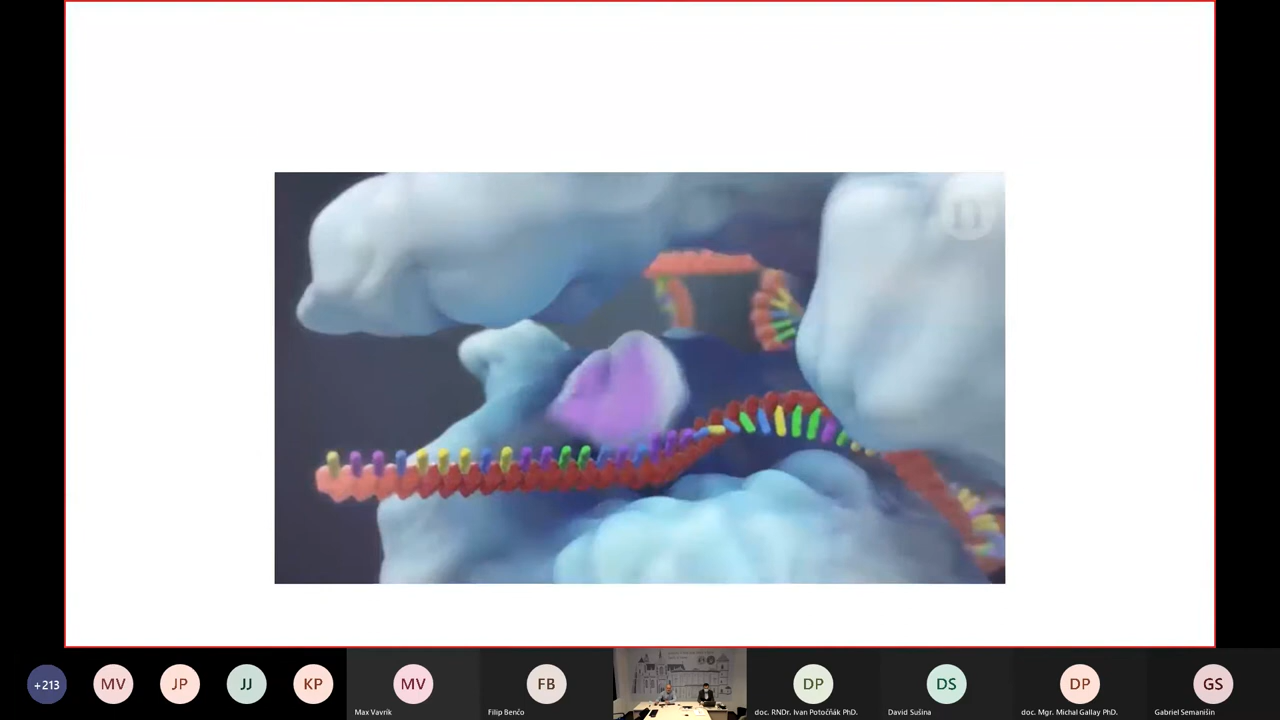 n
+213
MV
JP
JJ
KP
MV
Max Vavrík
FB
Filip Benčo
DP
doc. RNDr. Ivan Potočňák PhD.
DS
David Sušina
DP
doc. Mgr. Michal Gallay PhD.
GS
Gabriel Semanišin